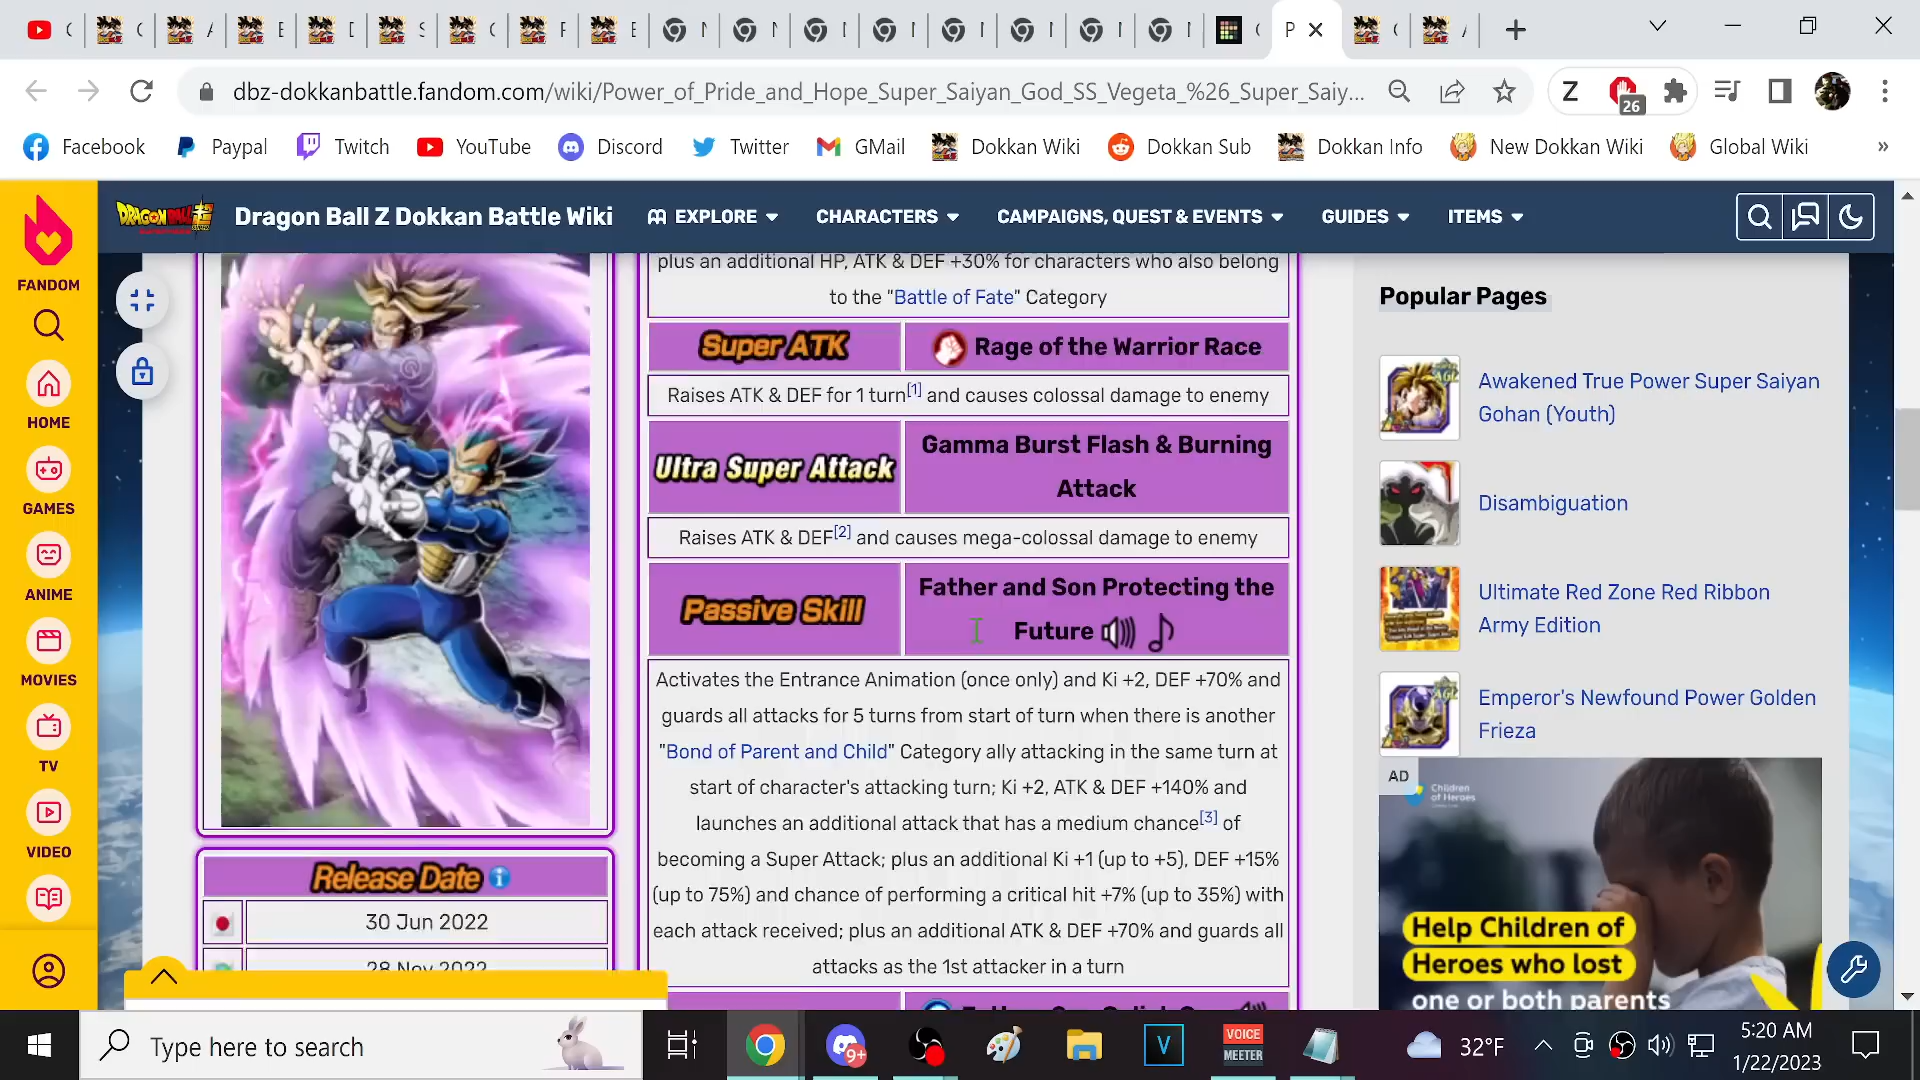 dbz-dokkanbattle.fandom.com/wiki/Power_of_Pride_and_Hope_Super_Saiyan_God_SS_Vegeta_%26_Super_Saiy...
Z
26
Facebook
Paypal
Twitch
YouTube
Discord
Twitter
GMail
Dokkan Wiki
Dokkan Sub
Dokkan Info
New Dokkan Wiki
Global Wiki
»
Dragon Ball Z Dokkan Battle Wiki
EXPLORE
CHARACTERS
CAMPAIGNS, QUEST & EVENTS
GUIDES
ITEMS
FANDOM
HOME
GAMES
ANIME
MOVIES
TV
VIDEO
plus an additional HP, ATK & DEF +30% for characters who also belong
to the "Battle of Fate" Category
Super ATK
Rage of the Warrior Race
Raises ATK & DEF for 1 turn[1] and causes colossal damage to enemy
Ultra Super Attack
Gamma Burst Flash & Burning
Attack
Raises ATK & DEF[2] and causes mega-colossal damage to enemy
Passive Skill
Father and Son Protecting the
Future
Activates the Entrance Animation (once only) and Ki +2, DEF +70% and
guards all attacks for 5 turns from start of turn when there is another
"Bond of Parent and Child" Category ally attacking in the same turn at
start of character's attacking turn; Ki +2, ATK & DEF +140% and
launches an additional attack that has a medium chance[3] of
becoming a Super Attack; plus an additional Ki +1 (up to +5), DEF +15%
(up to 75%) and chance of performing a critical hit +7% (up to 35%) with
each attack received; plus an additional ATK & DEF +70% and guards all
attacks as the 1st attacker in a turn
Release Date
30 Jun 2022
28 Nov 2022
Popular Pages
Awakened True Power Super Saiyan
Gohan (Youth)
Disambiguation
Ultimate Red Zone Red Ribbon
Army Edition
Emperor's Newfound Power Golden
Frieza
AD
Children
of Heroes
Help Children of
Heroes who lost
one or both parents
Type here to search
9+
V
VOICE
MEETER
32°F
5:20 AM
1/22/2023